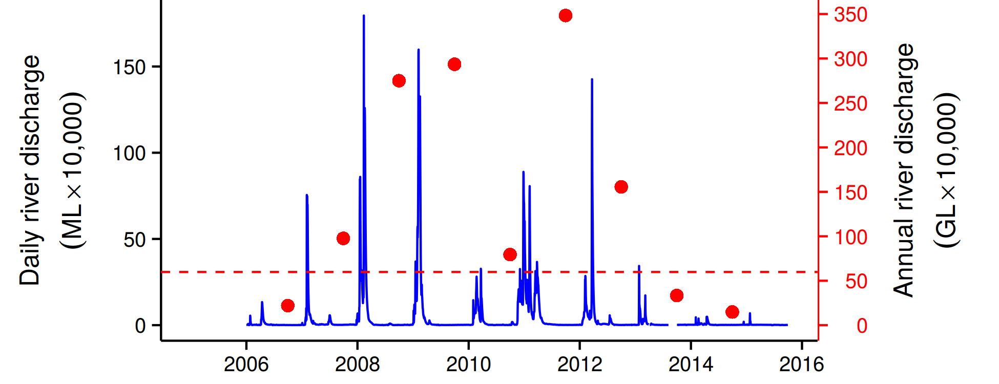 Daily river discharge
(ML × 10,000)
150
100
50
0
2006 2008 2010 2012 2014 2016
350
300
250
200
150
100
50
0
Annual river discharge
(GL × 10,000)